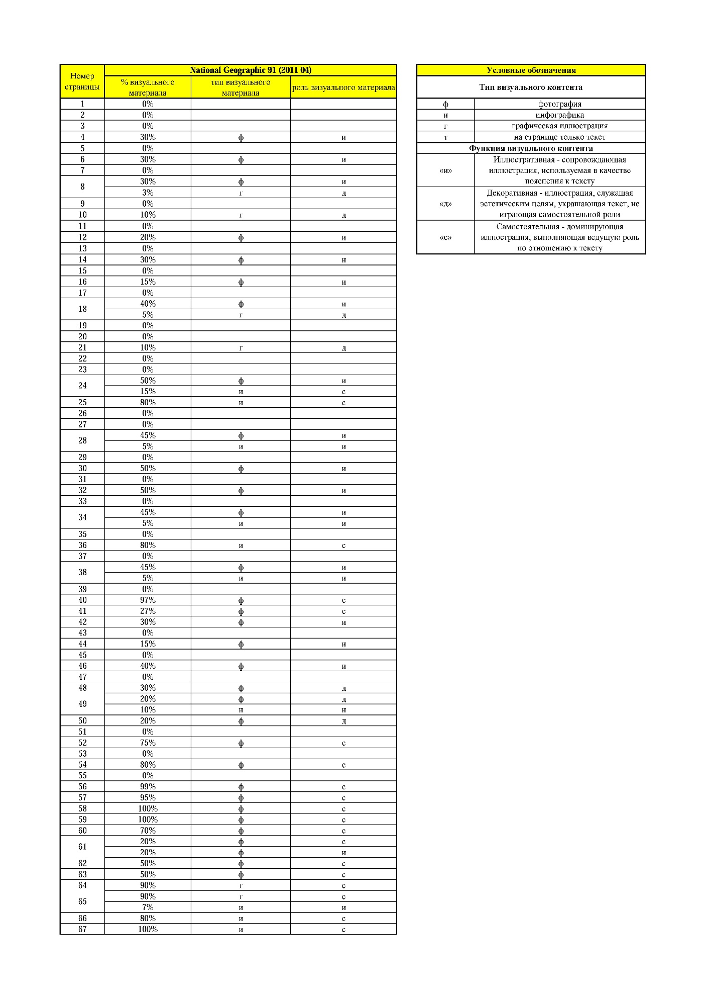 Номер
страницы
National Geographic 91 (2011 04)
% визуального
материала
тип визуального
материала
роль визуального материала
1 0%
2 0%
3 0%
4 30% ф и
5 0%
6 30% ф и
7 0%
8 30% ф и
3% г д
9 0%
10 10% г д
11 0%
12 20% ф и
13 0%
14 30% ф и
15 0%
16 15% ф и
17 0%
18 40% ф и
5% г д
19 0%
20 0%
21 10% г д
22 0%
23 0%
24 50% ф и
15% и с
25 80% и с
26 0%
27 0%
28 45% ф и
5% и и
29 0%
30 50% ф и
31 0%
32 50% ф и
33 0%
34 45% ф и
5% и и
35 0%
36 80% и с
37 0%
38 45% ф и
5% и и
39 0%
40 97% ф с
41 27% ф с
42 30% ф и
43 0%
44 15% ф и
45 0%
46 40% ф и
47 0%
48 30% ф д
49 20% ф д
10% и и
50 20% ф д
51 0%
52 75% ф с
53 0%
54 80% ф с
55 0%
56 99% ф с
57 95% ф с
58 100% ф с
59 100% ф с
60 70% ф с
61 20% ф с
20% ф и
62 50% ф с
63 50% ф с
64 90% г с
65 90% г с
7% и и
66 80% и с
67 100% и с
Условные обозначения
Тип визуального контента
ф фотография
и инфографика
г графическая иллюстрация
т на странице только текст
Функция визуального контента
«и» Иллюстративная - сопровождающая
иллюстрация, используемая в качестве
пояснения к тексту
«д» Декоративная - иллюстрация, служащая
эстетическим целям, украшающая текст, не
играющая самостоятельной роли
«с» Самостоятельная - доминирующая
иллюстрация, выполняющая ведущую роль
по отношению к тексту